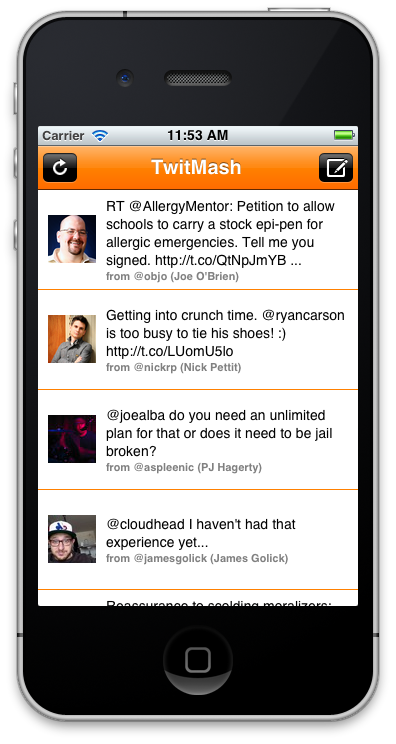 Carrier 11:53 AM
TwitMash
RT @AllergyMentor: Petition to allow
schools to carry a stock epi-pen for
allergic emergencies. Tell me you
signed. http://t.co/QtNpJmYB ...
from @objo (Joe O'Brien)
Getting into crunch time. @ryancarson
is too busy to tie his shoes! :)
http://t.co/LUomU5lo
from @nickrp (Nick Pettit)
@joealba do you need an unlimited
plan for that or does it need to be jail
broken?
from @aspleenic (PJ Hagerty)
@cloudhead I haven't had that
experience yet...
from @jamesgolick (James Golick)
Reassurance to scolding moralizers: